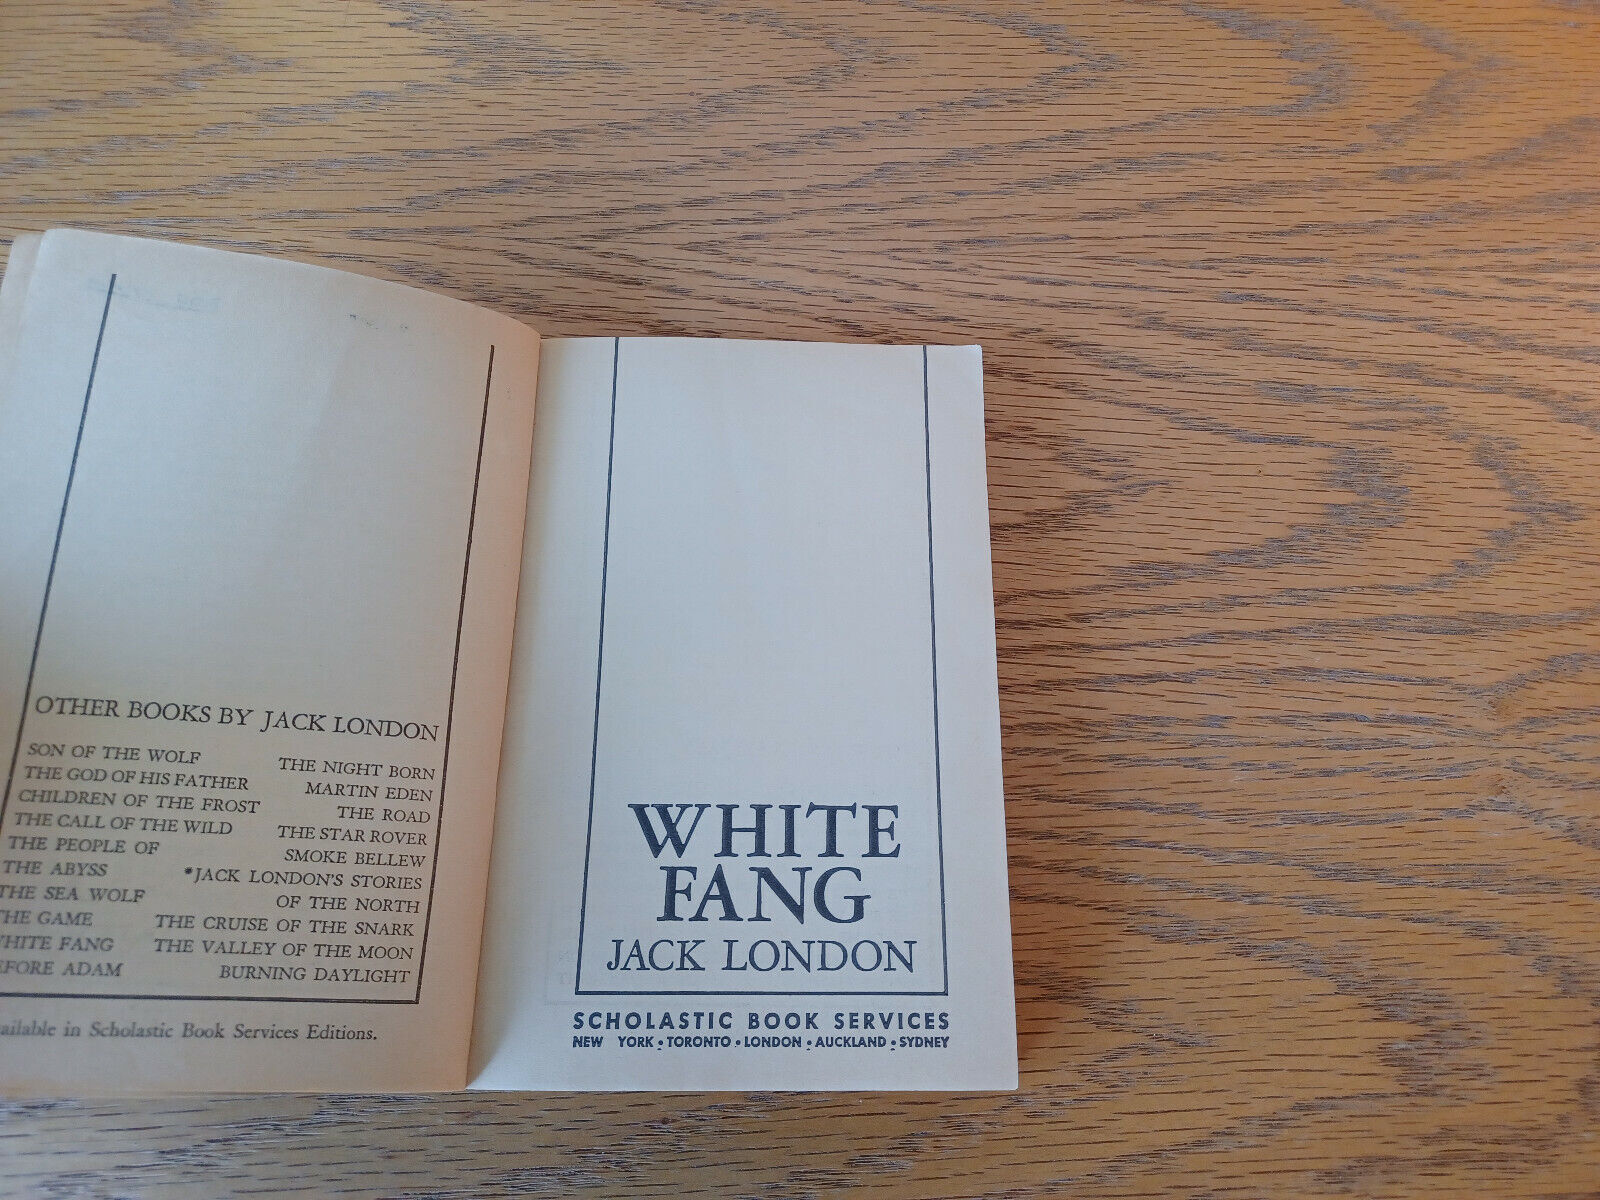 OTHER BOOKS BY JACK LONDON
SON OF THE WOLF
THE GOD OF HIS FATHER
CHILDREN OF THE FROST
THE CALL OF THE WILD
THE PEOPLE OF
THE ABYSS
THE SEA WOLF
THE GAME
WHITE FANG
BEFORE ADAM
THE NIGHT BORN
MARTIN EDEN
THE ROAD
THE STAR ROVER
SMOKE BELLEW
*JACK LONDON'S STORIES
OF THE NORTH
THE CRUISE OF THE SNARK
THE VALLEY OF THE MOON
BURNING DAYLIGHT
in Scholastic Book Services Editions.
WHITE
FANG
JACK LONDON
SCHOLASTIC BOOK SERVICES
NEW YORK • TORONTO • LONDON • AUCKLAND • SYDNEY